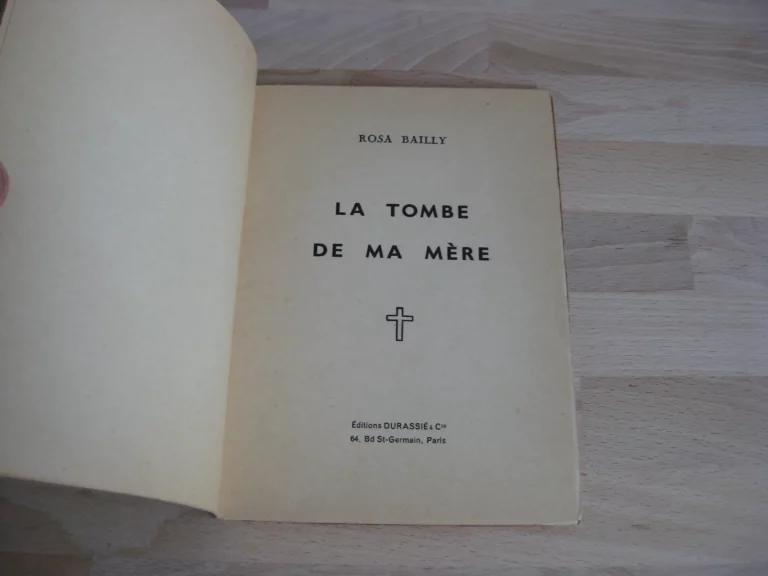 ROSA BAILLY
LA TOMBE
DE MA MÈRE
Éditions DURASSIÉ & Cie
64, Bd St-Germain, Paris